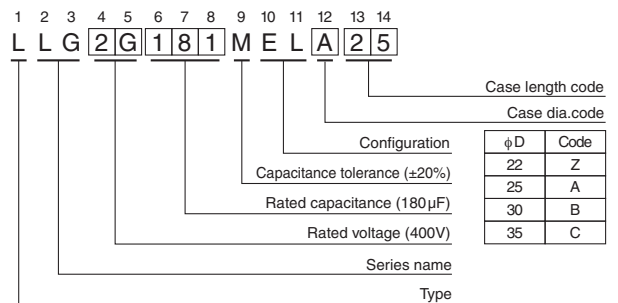 1 2 3 4 5 6 7 8 9 10 11 12 13 14
L L G 2 G 1 8 1 M E L A 2 5
Case length code
Case dia.code
Configuration
Capacitance tolerance (±20%)
Rated capacitance (180μF)
Rated voltage (400V)
Series name
Type
ϕD Code
22 Z
25 A
30 B
35 C